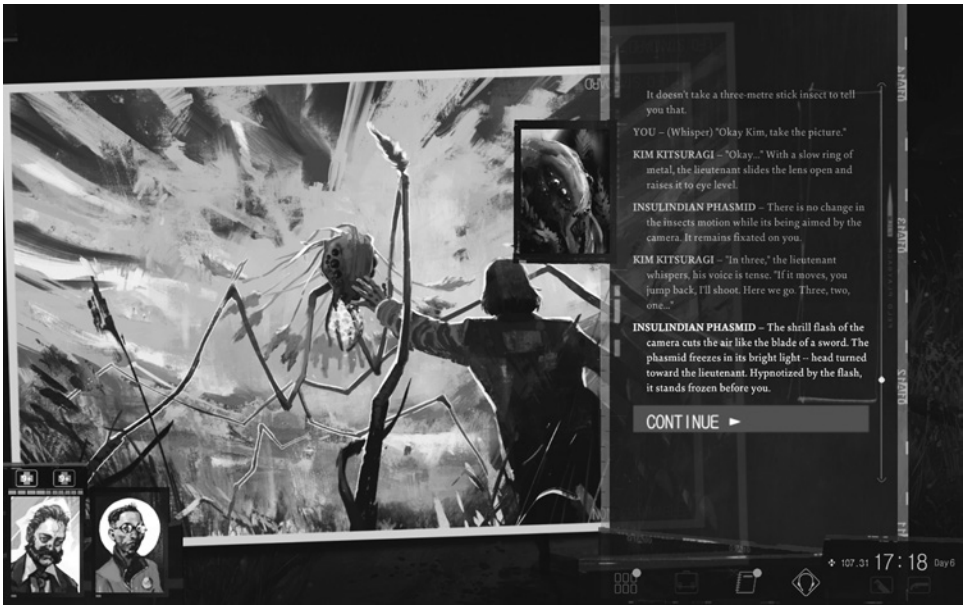 It doesn't take a three-metre stick insect to tell
you that.
YOU – (Whisper) "Okay Kim, take the picture."
KIM KITSURAGI – "Okay..." With a slow ring of
metal, the lieutenant slides the lens open and
raises it to eye level.
INSULINDIAN PHASMID – There is no change in
the insects motion while its being aimed by the
camera. It remains fixated on you.
KIM KITSURAGI – "In three," the lieutenant
whispers, his voice is tense. "If it moves, you
jump back, I'll shoot. Here we go. Three, two,
one..."
INSULINDIAN PHASMID – The shrill flash of the
camera cuts the air like the blade of a sword. The
phasmid freezes in its bright light – head turned
toward the lieutenant. Hypnotized by the flash,
it stands frozen before you.
CONTINUE
107.31 17:18 Day 6